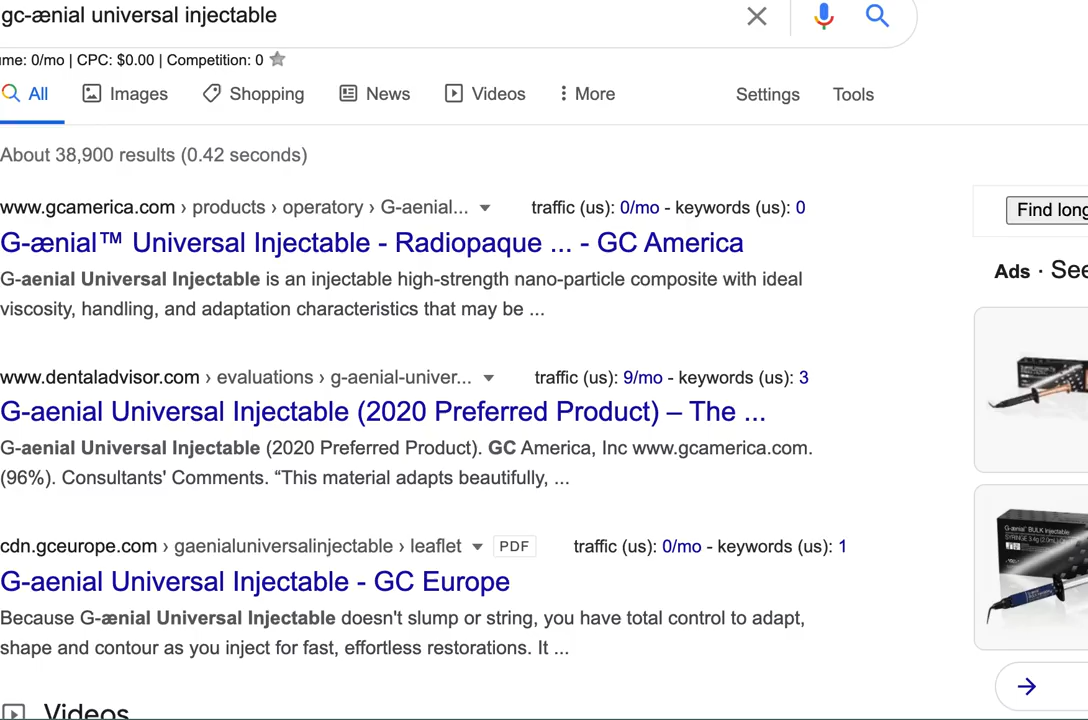 gc-ænial universal injectable
me: 0/mo | CPC: $0.00 | Competition: 0
All Images Shopping News Videos More Settings Tools
About 38,900 results (0.42 seconds)
www.gcamerica.com › products › operatory › G-aenial... traffic (us): 0/mo - keywords (us): 0
G-ænial™ Universal Injectable - Radiopaque ... - GC America
G-aenial Universal Injectable is an injectable high-strength nano-particle composite with ideal
viscosity, handling, and adaptation characteristics that may be ...
www.dentaladvisor.com › evaluations › g-aenial-univer... traffic (us): 9/mo - keywords (us): 3
G-aenial Universal Injectable (2020 Preferred Product) – The ...
G-aenial Universal Injectable (2020 Preferred Product). GC America, Inc www.gcamerica.com.
(96%). Consultants' Comments. “This material adapts beautifully, ...
cdn.gceurope.com › gaenialuniversalinjectable › leaflet PDF traffic (us): 0/mo - keywords (us): 1
G-aenial Universal Injectable - GC Europe
Because G-ænial Universal Injectable doesn't slump or string, you have total control to adapt,
shape and contour as you inject for fast, effortless restorations. It ...
Videos
Find long
Ads · See
G-ænial BULK Injectable